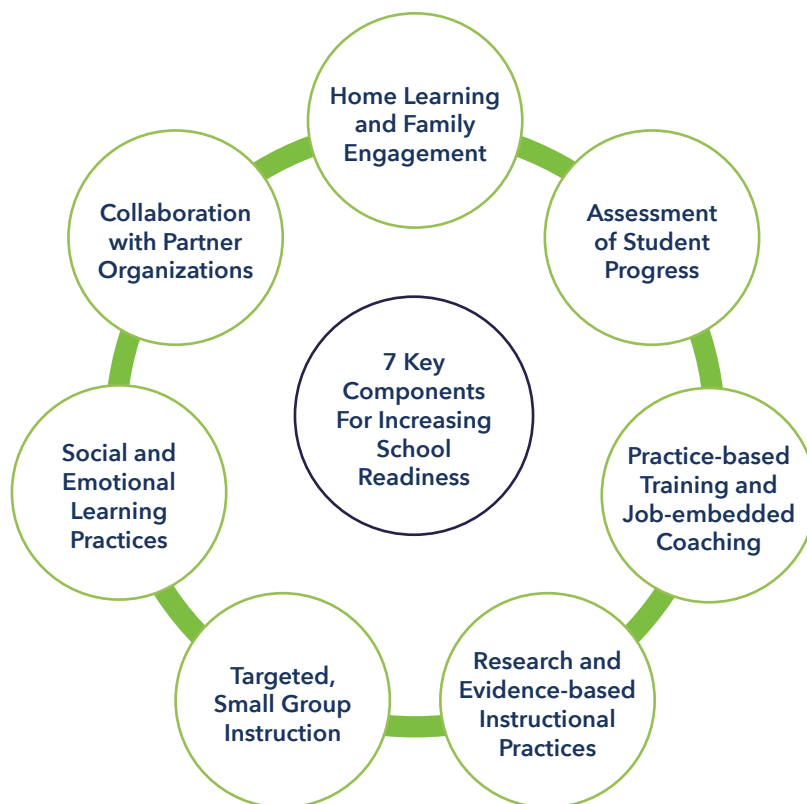 Home Learning
and Family
Engagement
Assessment
of Student
Progress
Practice-based
Training and
Job-embedded
Coaching
Research and
Evidence-based
Instructional
Practices
Targeted,
Small Group
Instruction
Social and
Emotional
Learning
Practices
Collaboration
with Partner
Organizations
7 Key
Components
For Increasing
School
Readiness